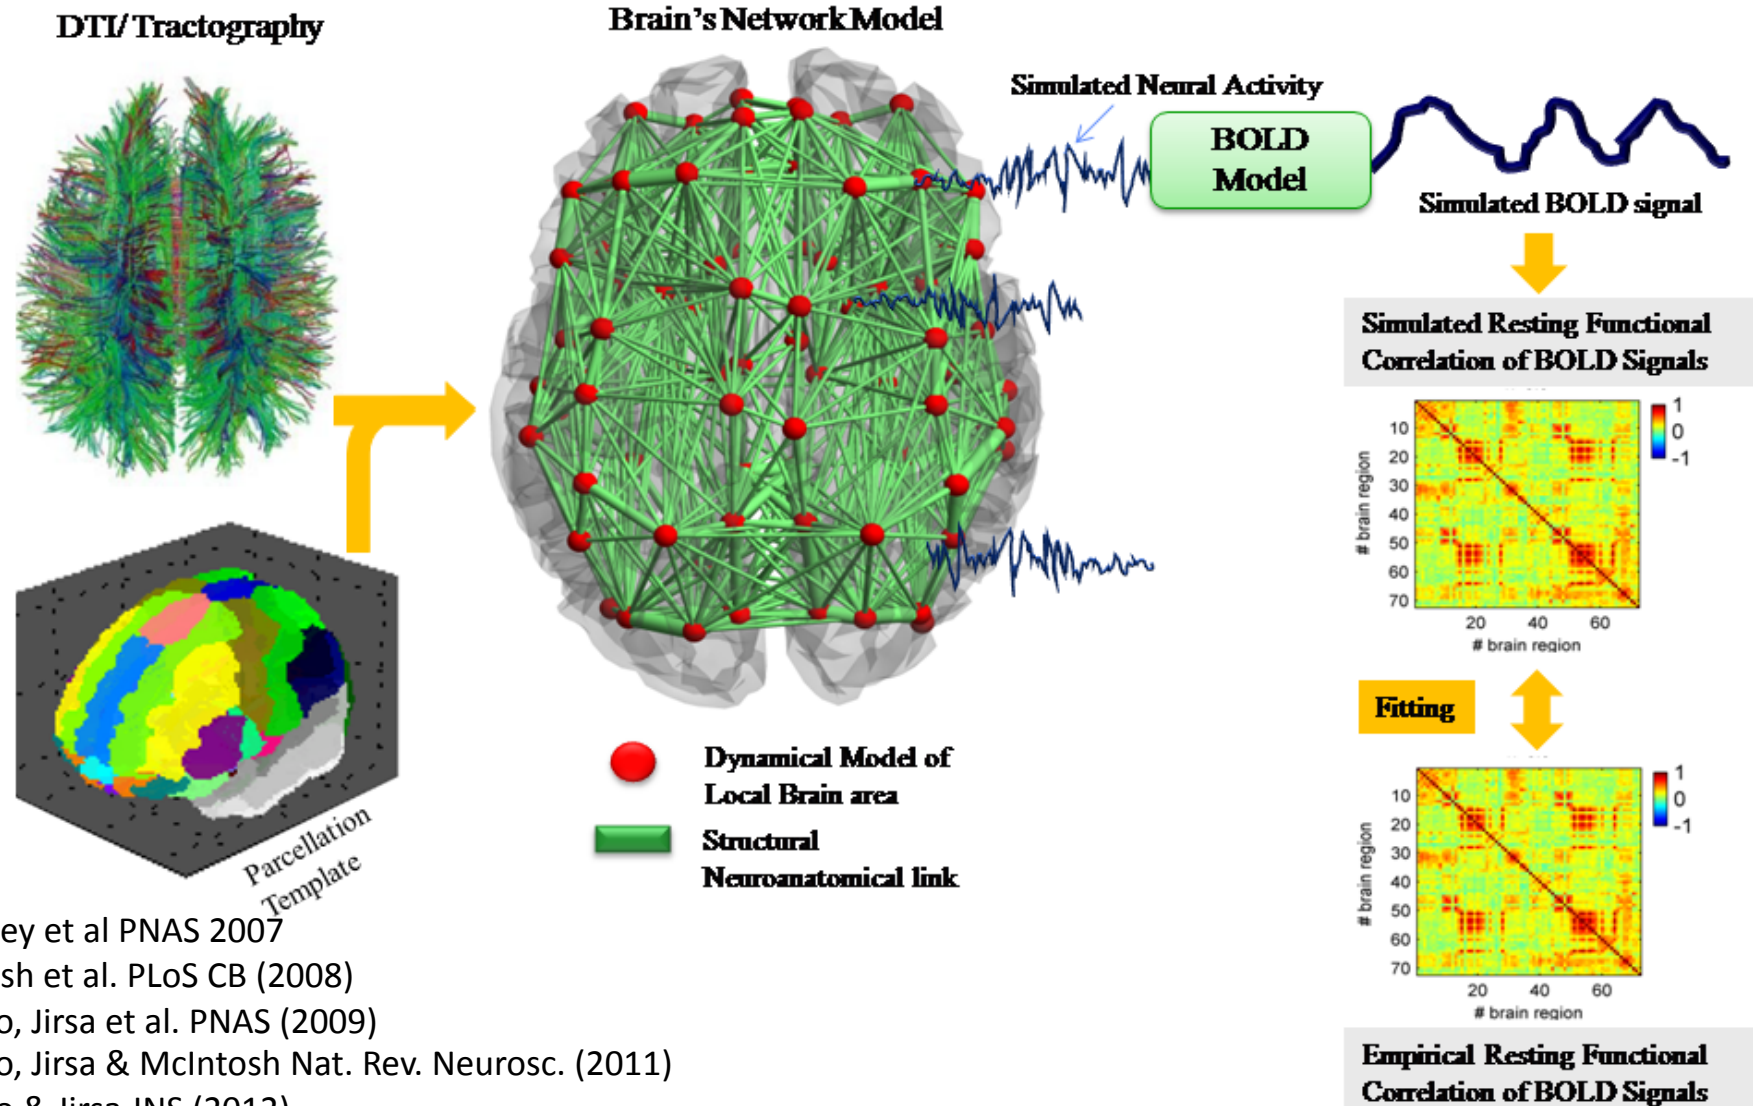 DTI/Tractography
Brain's Network Model
Simulated Neural Activity
BOLD
Model
Simulated BOLD signal
Simulated Resting Functional
Correlation of BOLD Signals
1
0
-1
10
20
30
40
50
60
70
# brain region
20 40 60
# brain region
Fitting
1
0
-1
10
20
30
40
50
60
70
# brain region
20 40 60
# brain region
Empirical Resting Functional
Correlation of BOLD Signals
Dynamical Model of
Local Brain area
Structural
Neuroanatomical link
Parcellation
Template
ey et al PNAS 2007
sh et al. PLoS CB (2008)
o, Jirsa et al. PNAS (2009)
o, Jirsa & McIntosh Nat. Rev. Neurosc. (2011)
o & Jirsa JNS (2012)